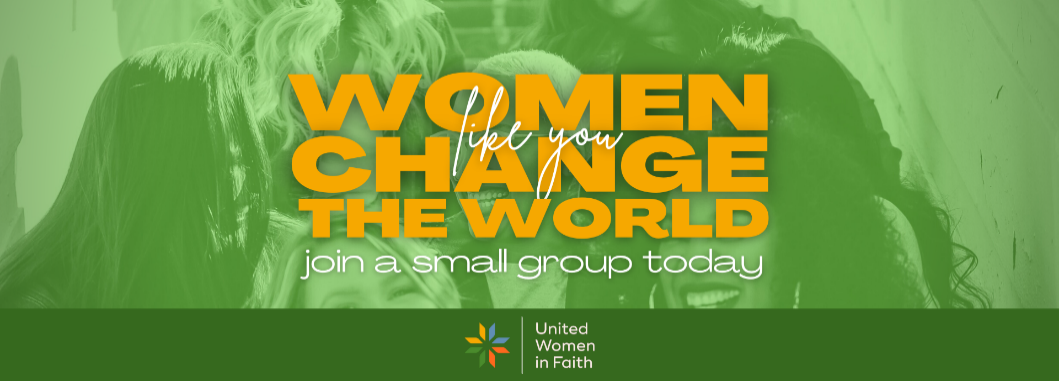 WOMEN
like you
CHANGE
THE WORLD
join a small group today
United
Women
in Faith